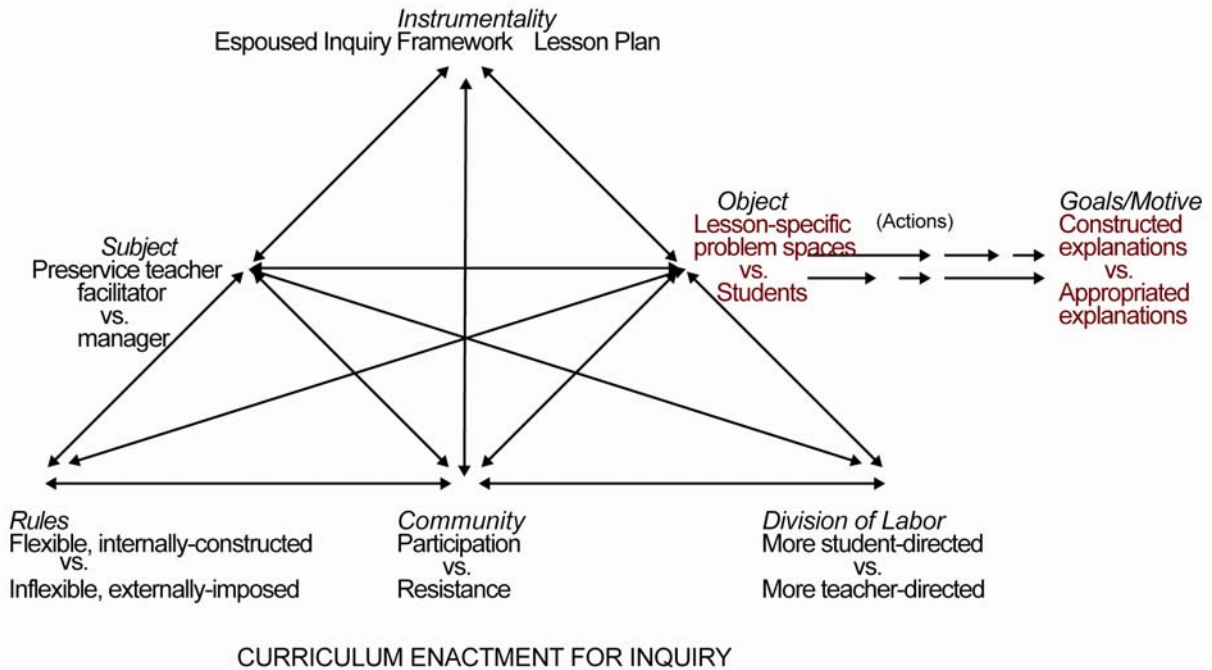 Instrumentality
Espoused Inquiry Framework   Lesson Plan
Subject
Preservice teacher
facilitator
vs.
manager
Object
Lesson-specific
problem spaces
vs.
Students
(Actions)
Goals/Motive
Constructed
explanations
vs.
Appropriated
explanations
Rules
Flexible, internally-constructed
vs.
Inflexible, externally-imposed
Community
Participation
vs.
Resistance
Division of Labor
More student-directed
vs.
More teacher-directed
CURRICULUM ENACTMENT FOR INQUIRY